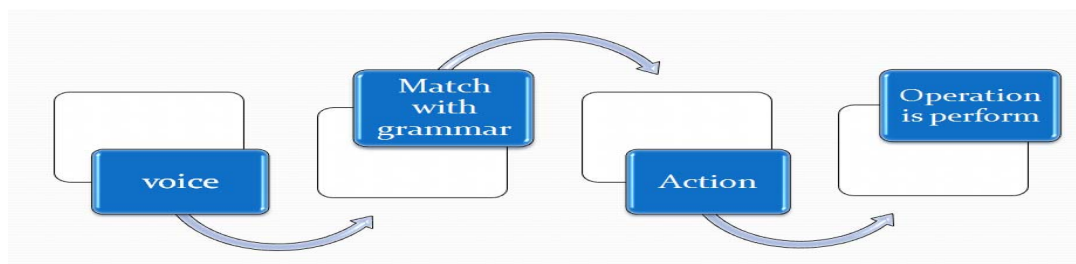 voice
Match
with
grammar
Action
Operation
is perform